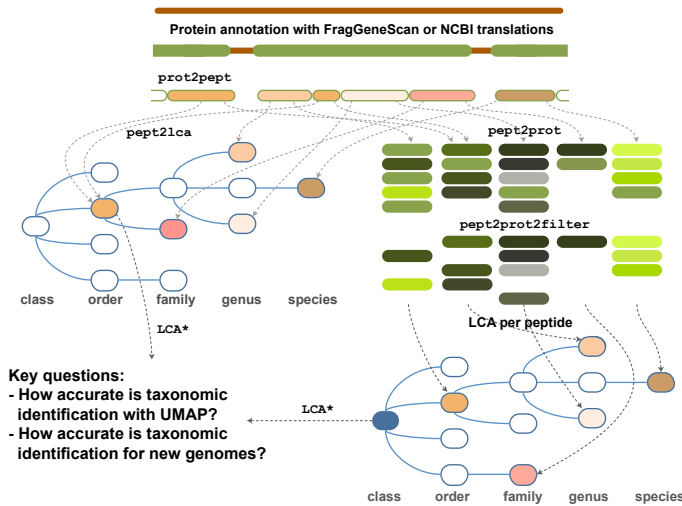 Protein annotation with FragGeneScan or NCBI translations
prot2pept
pept2lca
pept2prot
pept2prot2filter
class order family genus species
LCA*
LCA per peptide
Key questions:
- How accurate is taxonomic
identification with UMAP?
- How accurate is taxonomic
identification for new genomes?
LCA*
class order family genus species